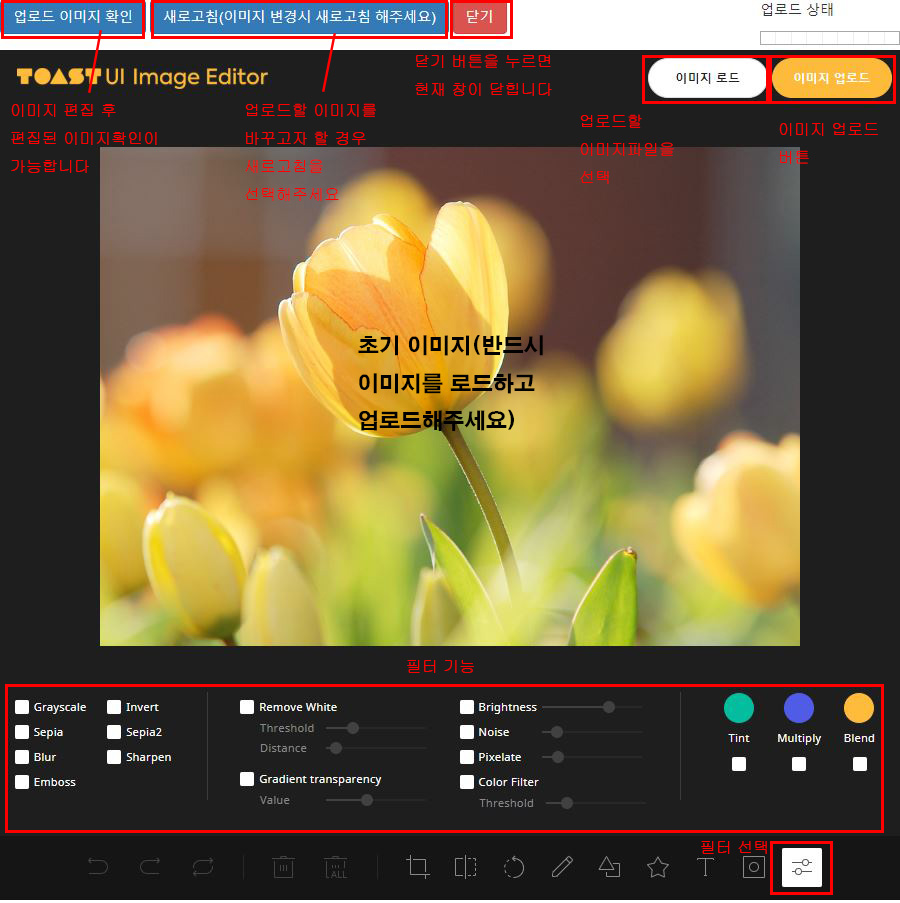 업로드 이미지 확인
새로고침(이미지 변경시 새로고침 해주세요)
닫기
업로드 상태
TOAST UI Image Editor
닫기 버튼을 누르면
현재 창이 닫힙니다
이미지 로드
이미지 업로드
이미지 편집 후
편집된 이미지확인이
가능합니다
업로드할 이미지를
바꾸고자 할 경우
새로고침을
선택해주세요
업로드할
이미지파일을
선택
이미지 업로드
버튼
초기 이미지(반드시
이미지를 로드하고
업로드해주세요)
필터 기능
Grayscale
Invert
Sepia
Sepia2
Blur
Sharpen
Emboss
Remove White
Threshold
Distance
Gradient transparency
Value
Brightness
Noise
Pixelate
Color Filter
Threshold
Tint
Multiply
Blend
필터 선택
ALL